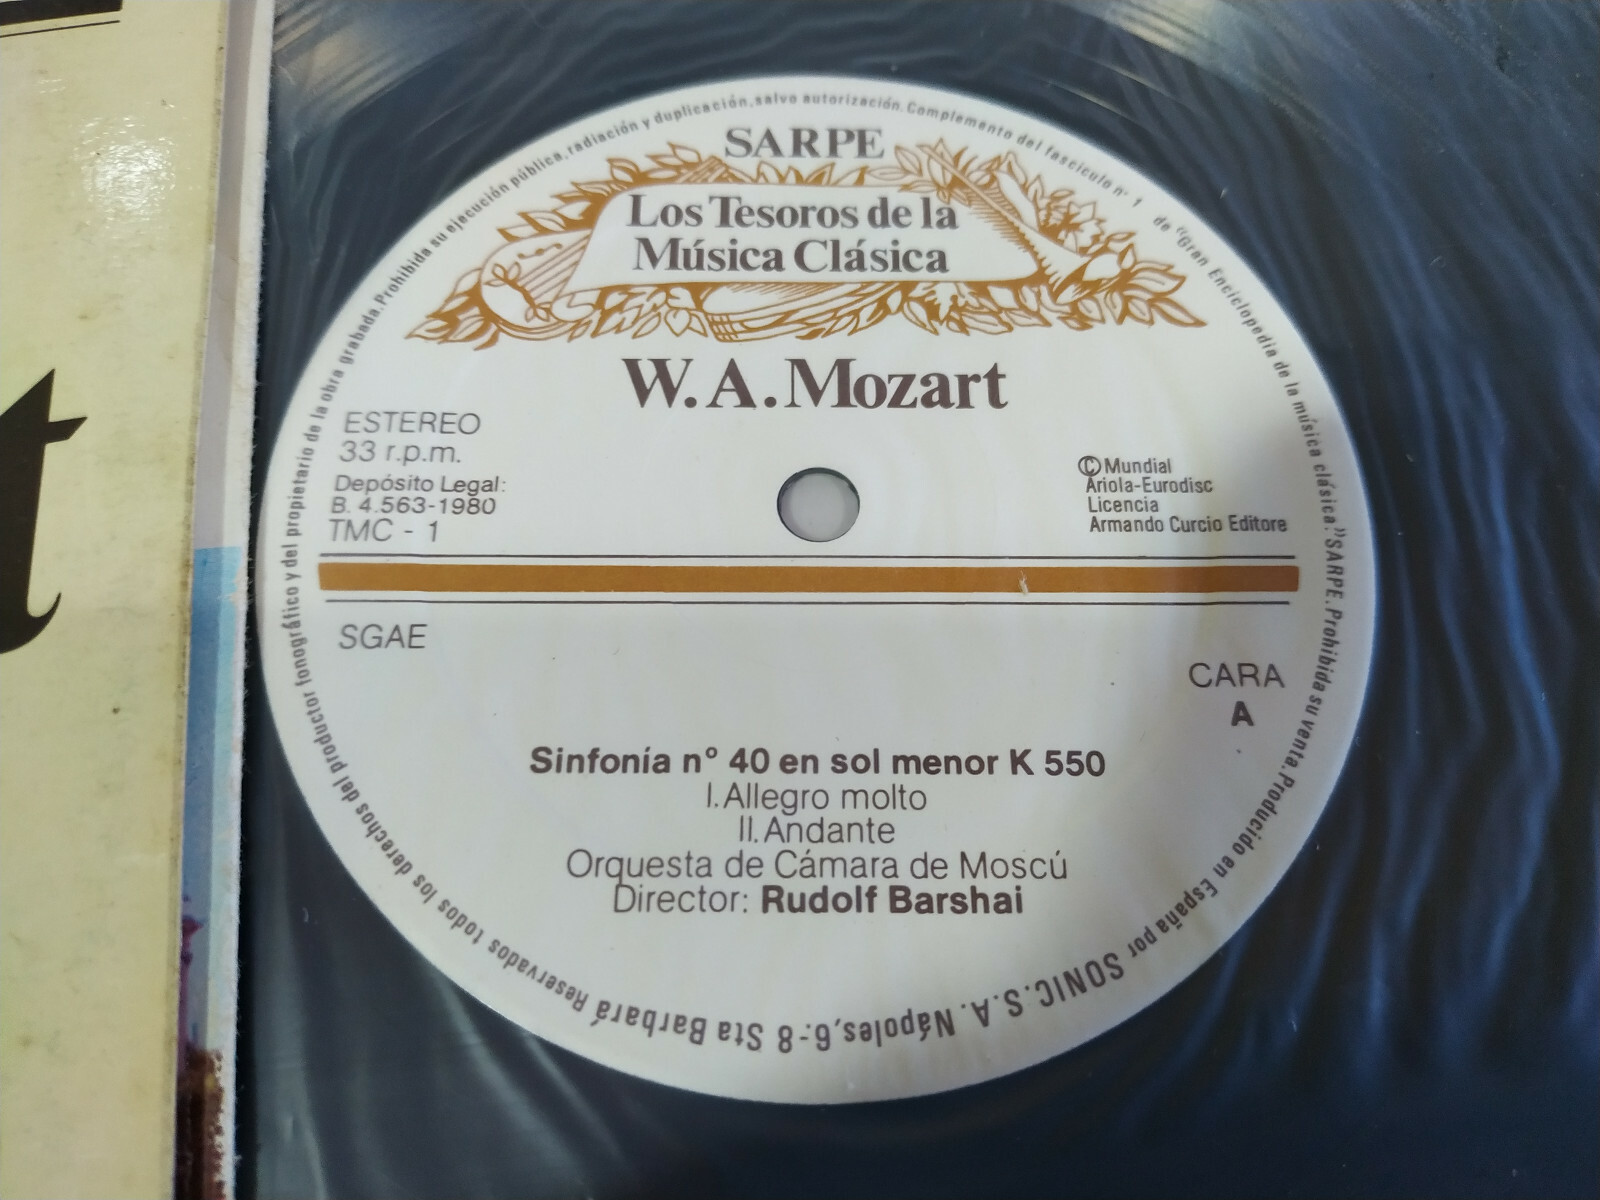 SARPE
Los Tesoros de la
Música Clásica
W. A. Mozart
ESTEREO
33 r.p.m.
Depósito Legal:
B. 4.563-1980
TMC - 1
© Mundial
Ariola-Eurodisc
Licencia
Armando Curcio Editore
SGAE
CARA
A
Sinfonía n° 40 en sol menor K 550
I. Allegro molto
II. Andante
Orquesta de Cámara de Moscú
Director: Rudolf Barshai
Reservados todos los derechos del productor fonográfico y del propietario de la obra grabada. Prohibida su ejecución pública, radiación y duplicación, salvo autorización. Complemento del fascículo n° 1 de "Gran Enciclopedia de la música clásica." SARPE. Prohibida su venta. Producido en España por SONIC. S. A. Nápoles, 6-8 Sta Barbará
t